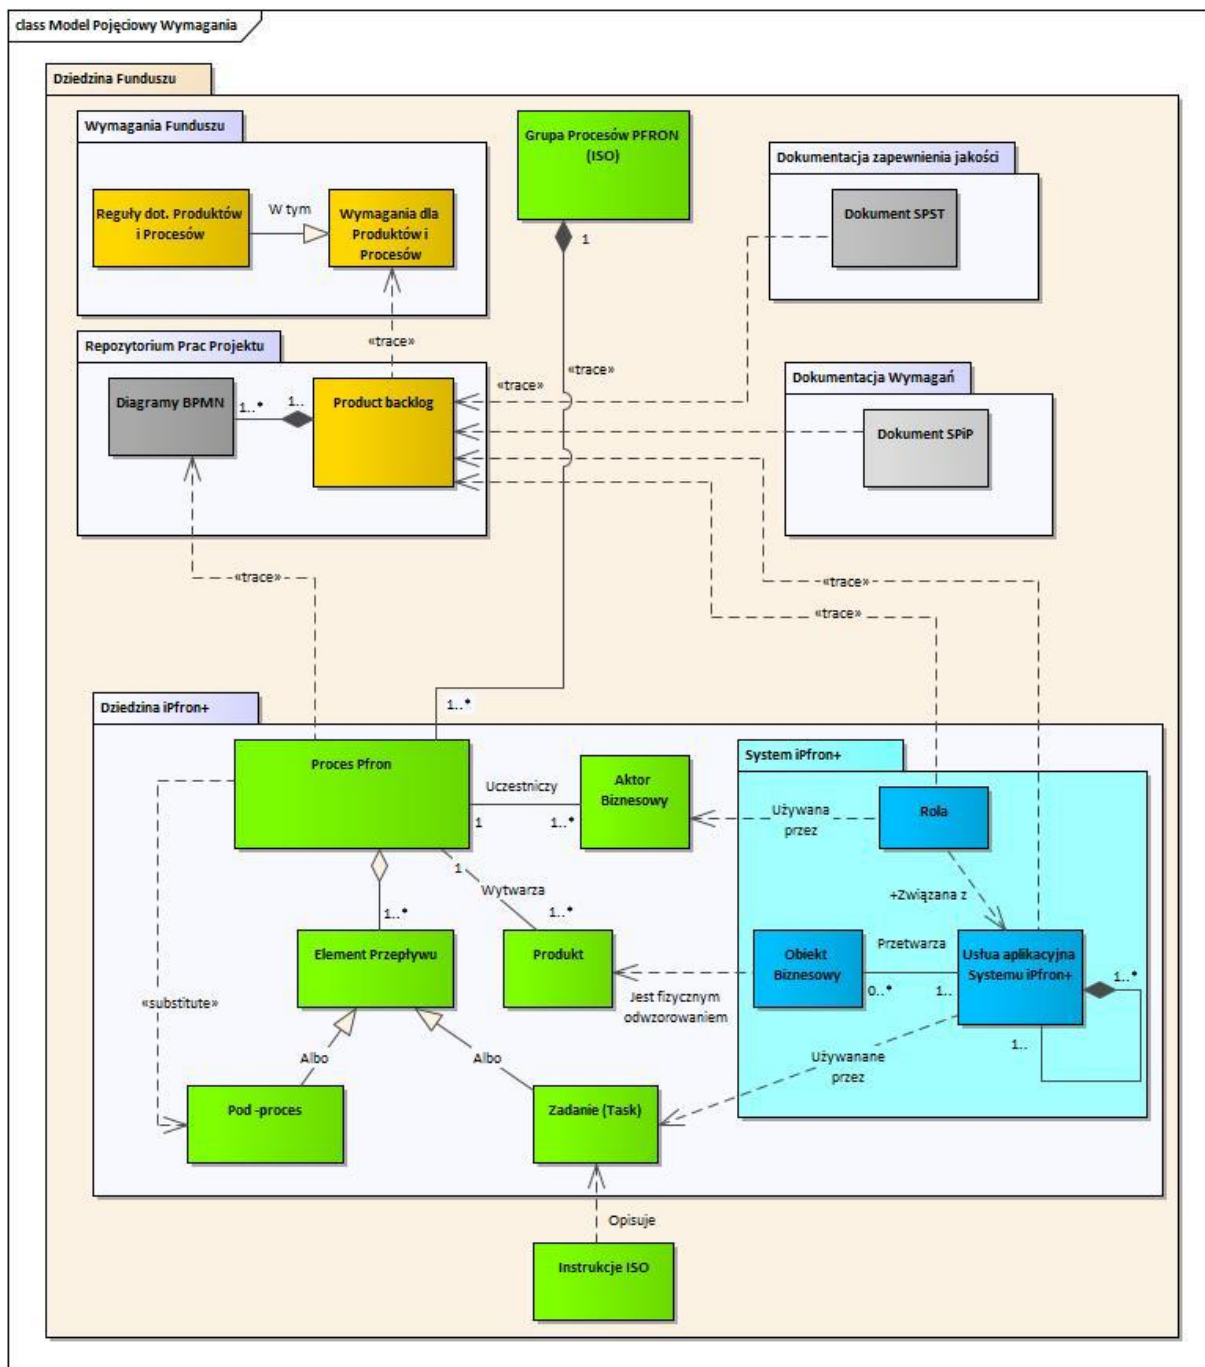 class Model Pojęciowy Wymagania
Dziedzina Funduszu
Wymagania Funduszu
Reguły dot. Produktów
i Procesów
W tym
Wymagania dla
Produktów i
Procesów
Grupa Procesów PFRON
(ISO)
1
Dokumentacja zapewnienia jakości
Dokument SPST
«trace»
Repozytorium Prac Projektu
Diagramy BPMN
1..*
1..
Product backlog
«trace»
«trace»
Dokumentacja Wymagań
Dokument SPiP
«trace»
«trace»
«trace»
1..*
Dziedzina iPfron+
Proces Pfron
Uczestniczy
1
1..*
Aktor
Biznesowy
System iPfron+
Używana
przez
Rola
1
Wytwarza
1..*
1..*
+Związana z
Element Przepływu
Produkt
Obiekt
Biznesowy
Przetwarza
0..*
1..
Usłua aplikacyjna
Systemu iPfron+
1..*
1..
«substitute»
Jest fizycznym
odwzorowaniem
Albo
Albo
Używanane
przez
Pod -proces
Zadanie (Task)
Opisuje
Instrukcje ISO